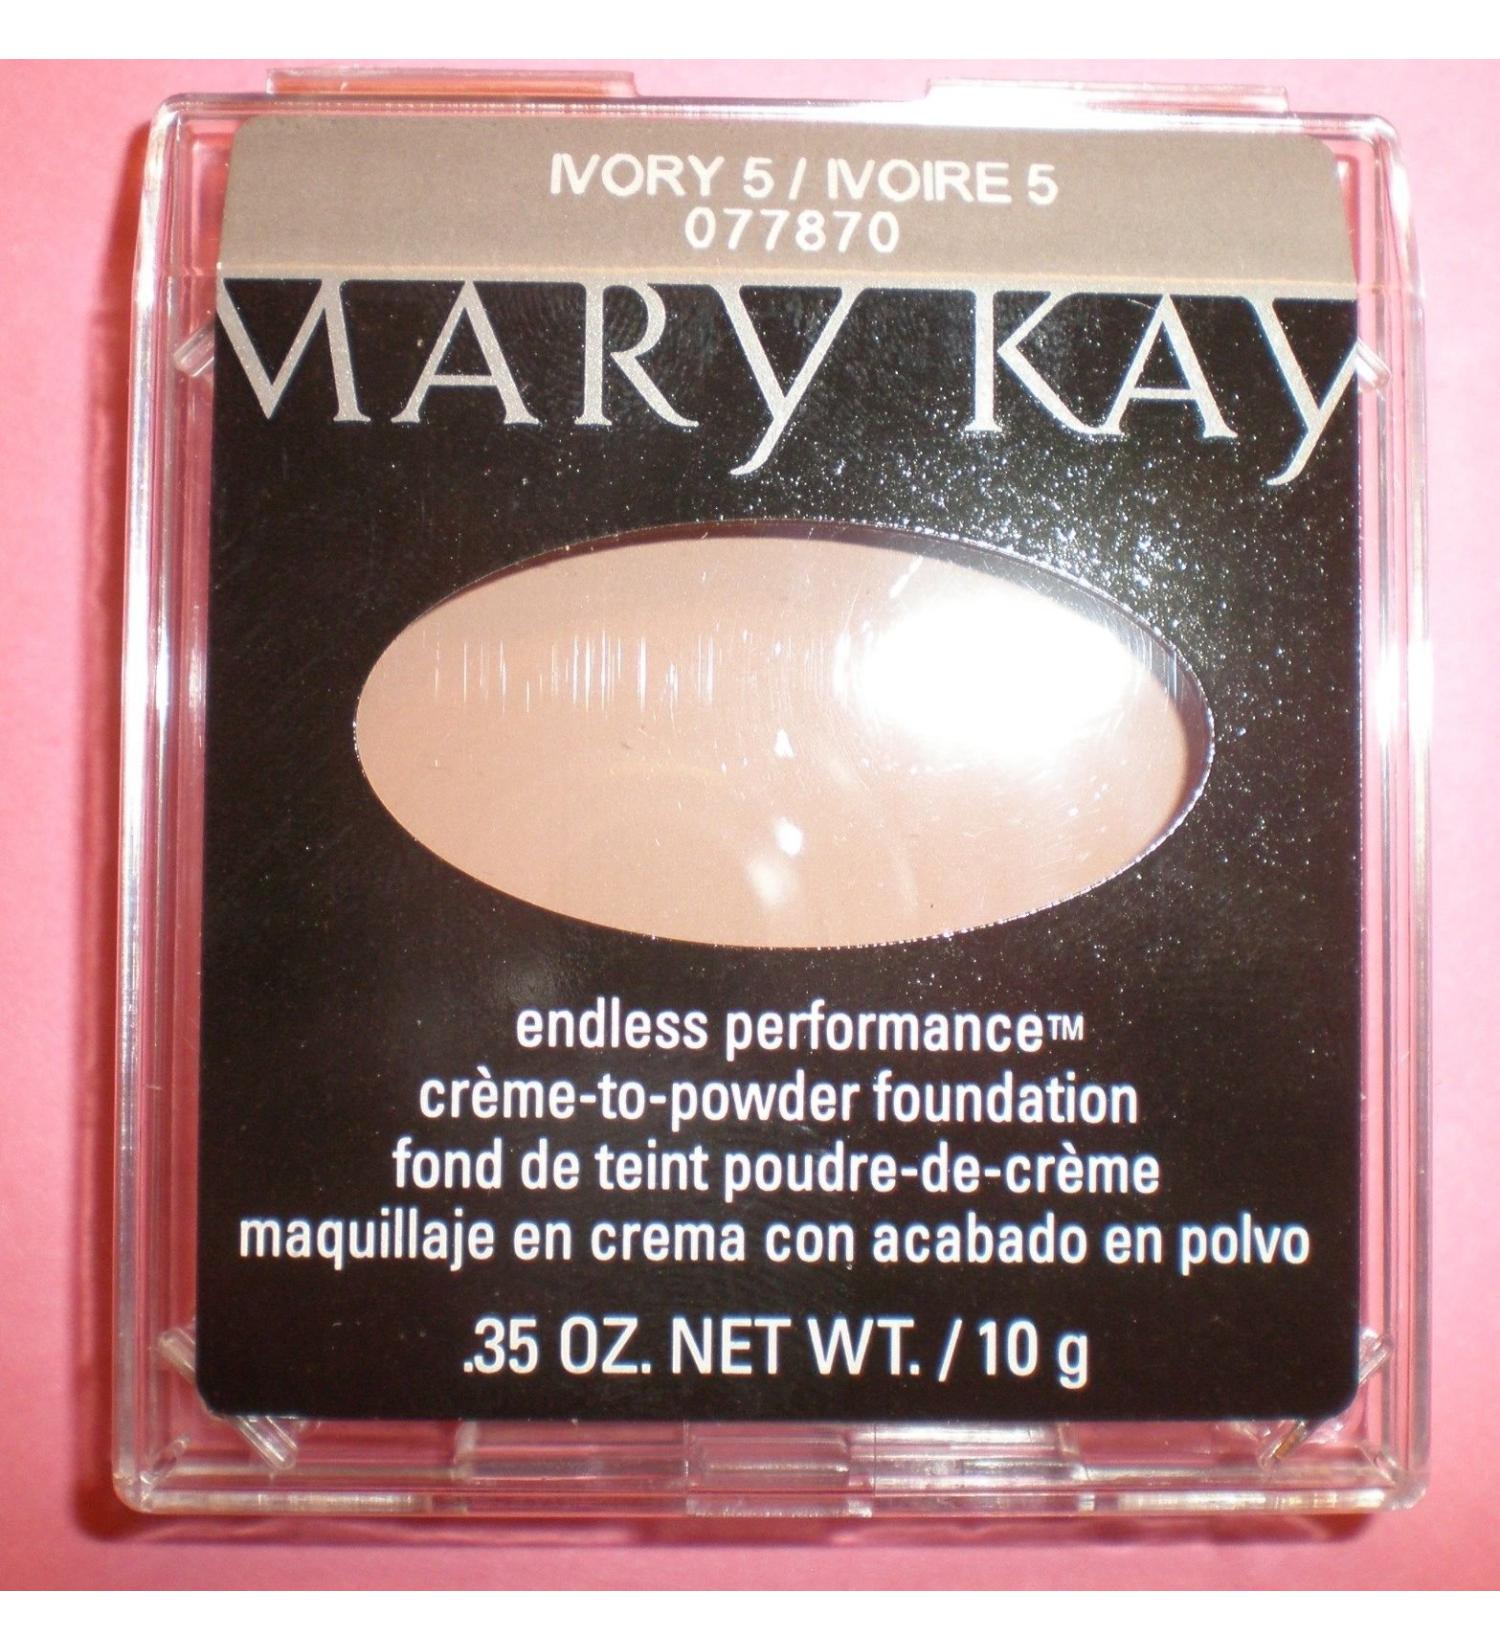 IVORY 5 / IVOIRE 5
077870
MARY KAY
endless performance™
crème-to-powder foundation
fond de teint poudre-de-crème
maquillaje en crema con acabado en polvo
.35 OZ. NET WT. / 10 g